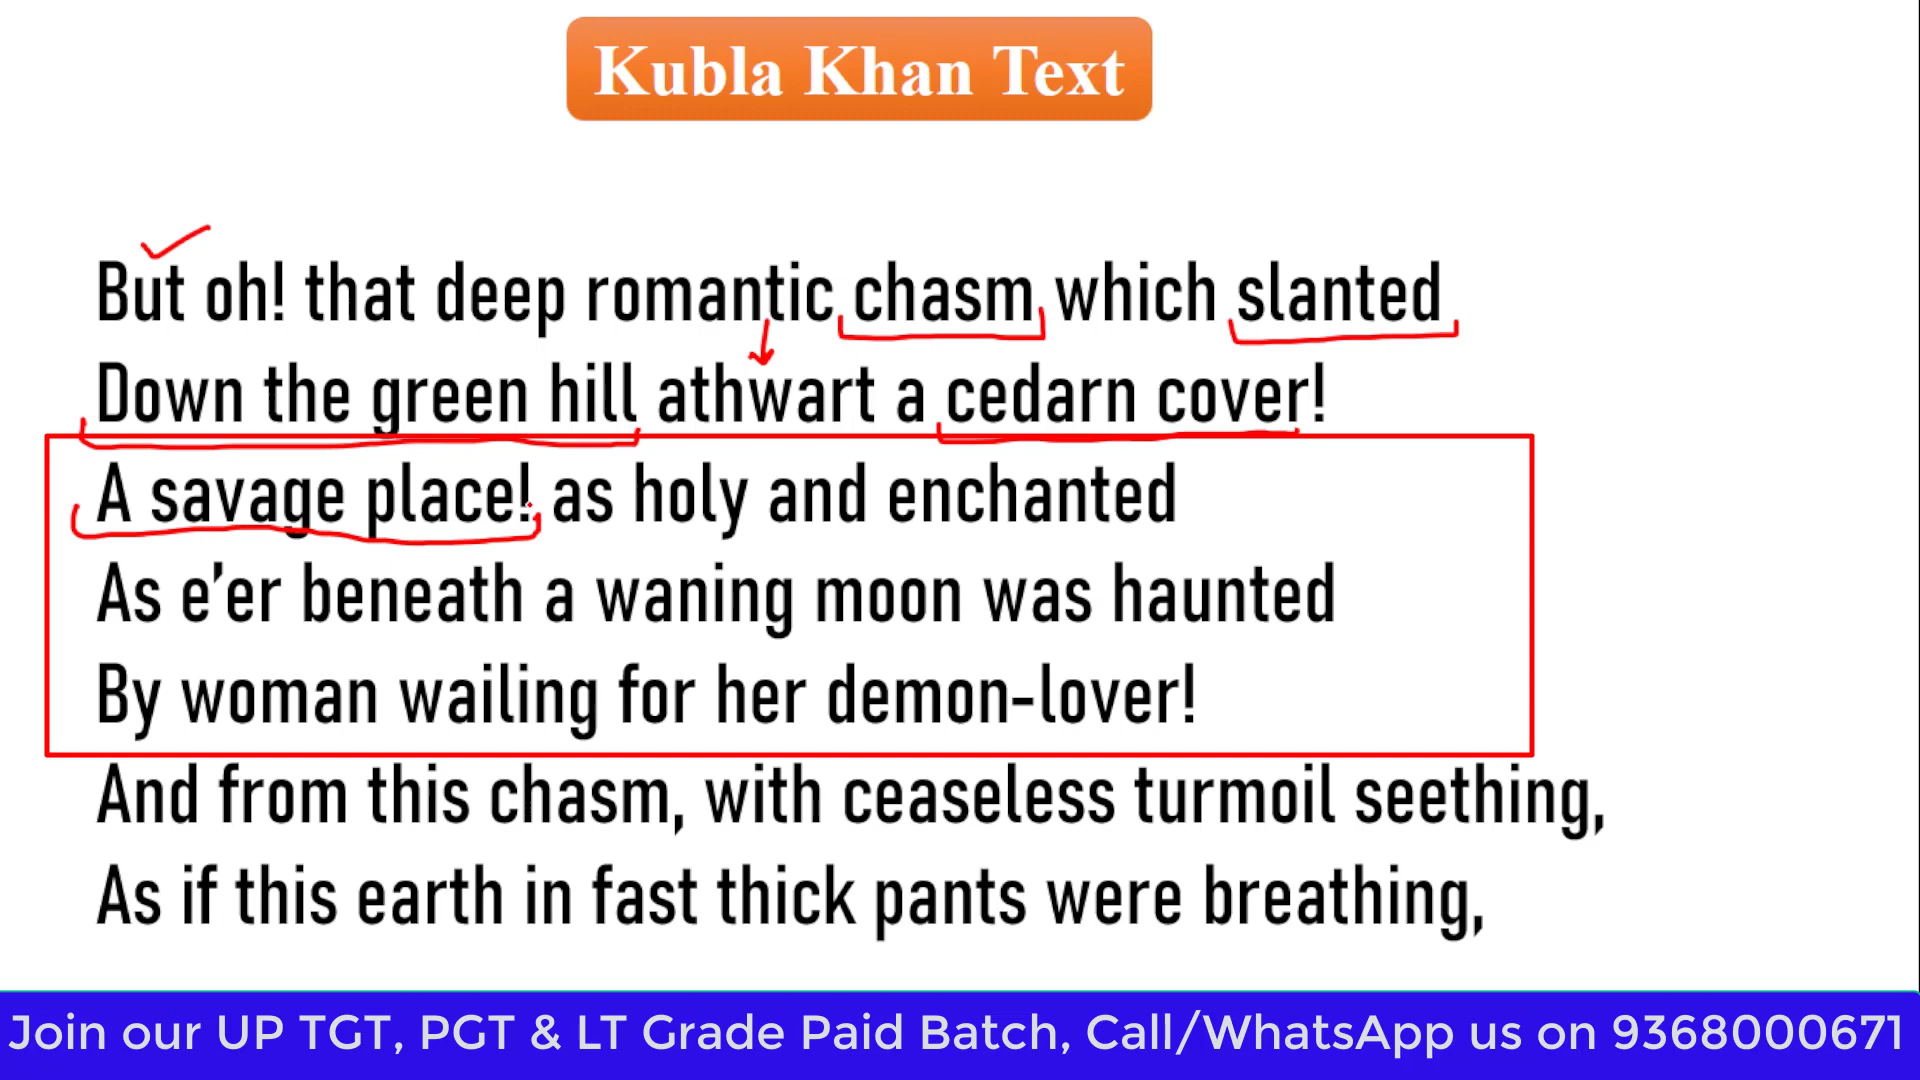 Kubla Khan Text
But oh! that deep romantic chasm which slanted
Down the green hill athwart a cedarn cover!
A savage place! as holy and enchanted
As e’er beneath a waning moon was haunted
By woman wailing for her demon-lover!
And from this chasm, with ceaseless turmoil seething,
As if this earth in fast thick pants were breathing,
Join our UP TGT, PGT & LT Grade Paid Batch, Call/WhatsApp us on 9368000671